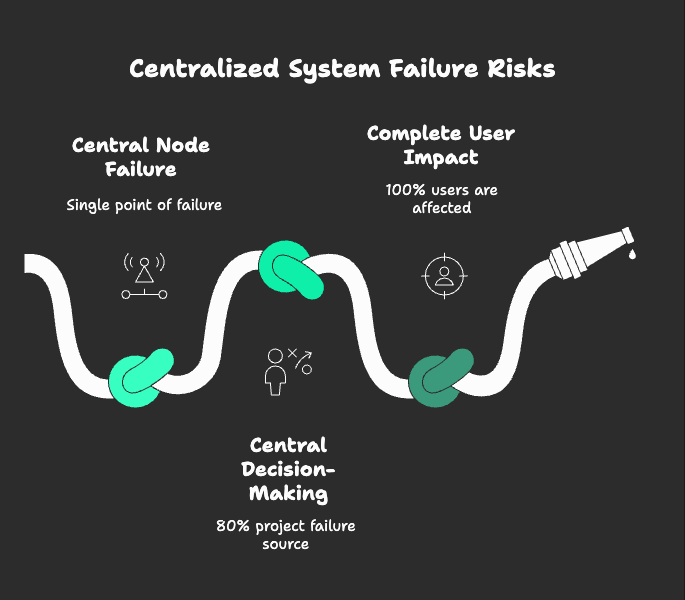 Centralized System Failure Risks
Central Node
Failure
Single point of failure
Complete User
Impact
100% users are
affected
Central
Decision-
Making
80% project failure
source